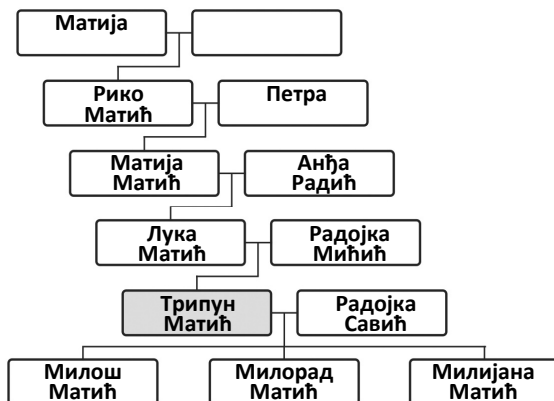 Матија
Рико
Матић
Петра
Матија
Матић
Анђа
Радић
Лука
Матић
Радојка
Мићић
Трипун
Матић
Радојка
Савић
Милош
Матић
Милорад
Матић
Милијана
Матић